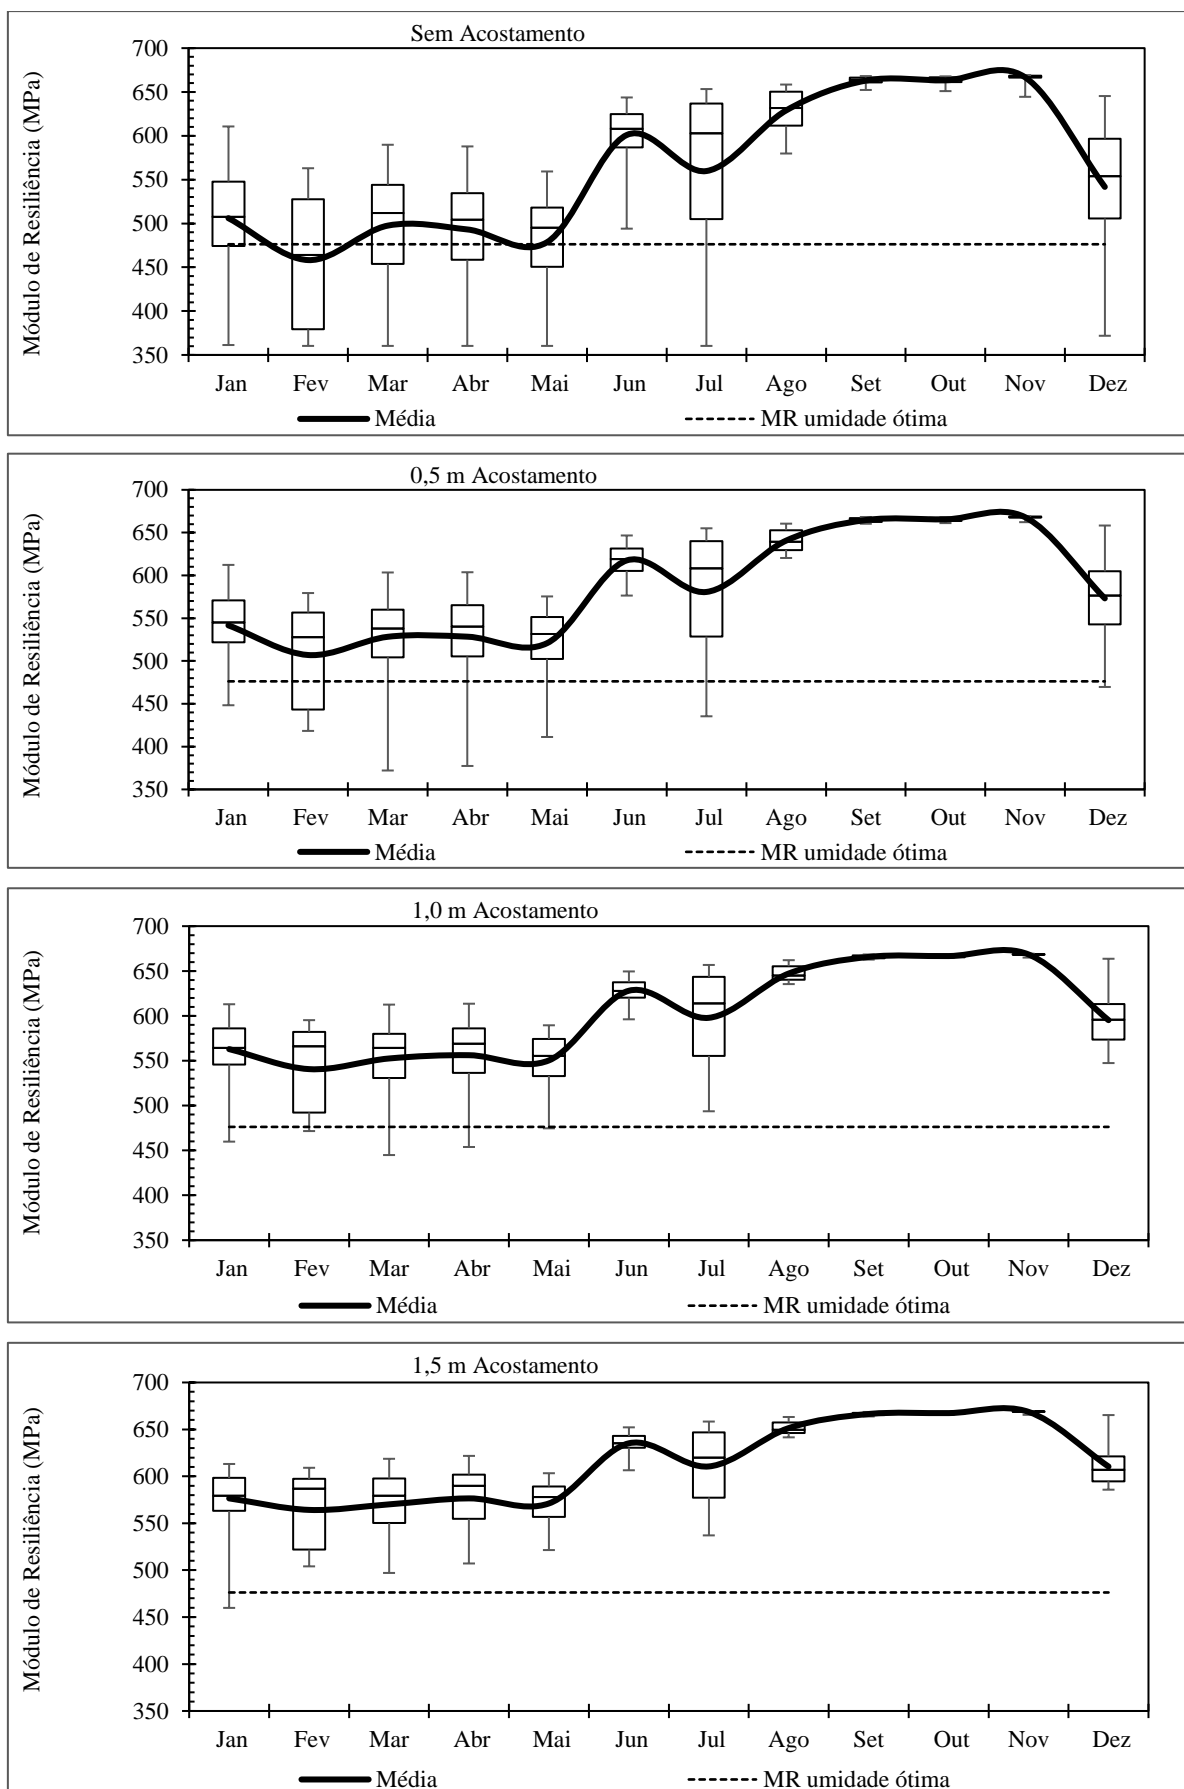 Sem Acostamento
Módulo de Resiliência (MPa)
700
650
600
550
500
450
400
350
Jan Fev Mar Abr Mai Jun Jul Ago Set Out Nov Dez
Média MR umidade ótima
0,5 m Acostamento
Módulo de Resiliência (MPa)
700
650
600
550
500
450
400
350
Jan Fev Mar Abr Mai Jun Jul Ago Set Out Nov Dez
Média MR umidade ótima
1,0 m Acostamento
Módulo de Resiliência (MPa)
700
650
600
550
500
450
400
350
Jan Fev Mar Abr Mai Jun Jul Ago Set Out Nov Dez
Média MR umidade ótima
1,5 m Acostamento
Módulo de Resiliência (MPa)
700
650
600
550
500
450
400
350
Jan Fev Mar Abr Mai Jun Jul Ago Set Out Nov Dez
Média MR umidade ótima